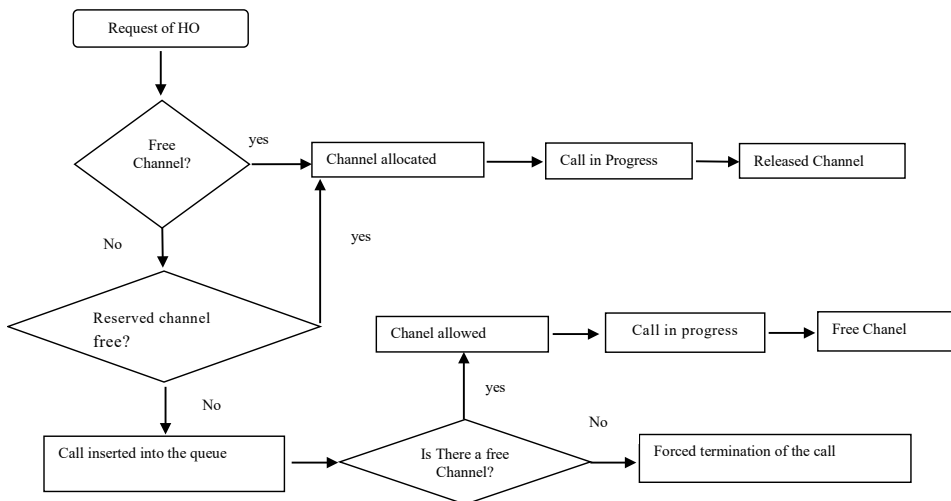 Request of HO
Free
Channel?
yes
Channel allocated
Call in Progress
Released Channel
No
yes
Reserved channel
free?
Chanel allowed
Call in progress
Free Chanel
No
yes
Call inserted into the queue
Is There a free
Channel?
No
Forced termination of the call